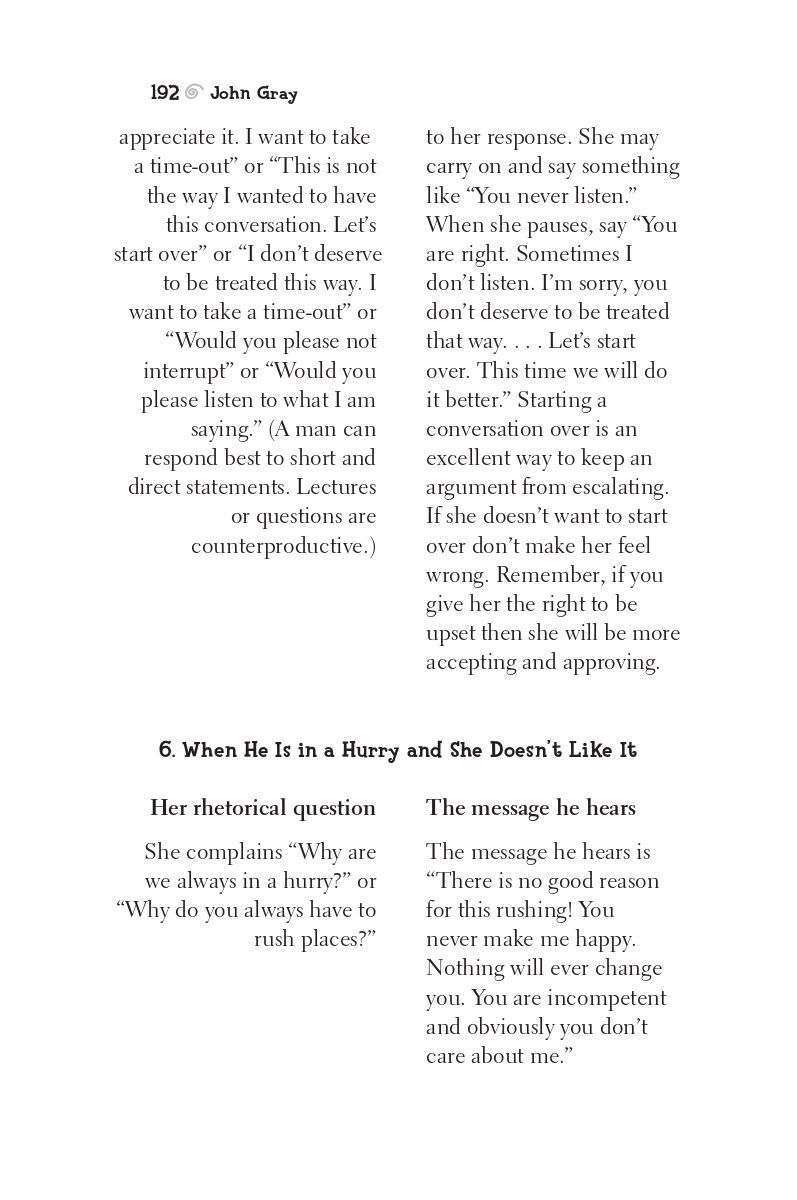 192 John Gray
appreciate it. I want to take
a time-out” or “This is not
the way I wanted to have
this conversation. Let’s
start over” or “I don’t deserve
to be treated this way. I
want to take a time-out” or
“Would you please not
interrupt” or “Would you
please listen to what I am
saying.” (A man can
respond best to short and
direct statements. Lectures
or questions are
counterproductive.)
to her response. She may
carry on and say something
like “You never listen.”
When she pauses, say “You
are right. Sometimes I
don’t listen. I’m sorry, you
don’t deserve to be treated
that way. . . . Let’s start
over. This time we will do
it better.” Starting a
conversation over is an
excellent way to keep an
argument from escalating.
If she doesn’t want to start
over don’t make her feel
wrong. Remember, if you
give her the right to be
upset then she will be more
accepting and approving.
6. When He Is in a Hurry and She Doesn’t Like It
Her rhetorical question
She complains “Why are
we always in a hurry?” or
“Why do you always have to
rush places?”
The message he hears
The message he hears is
“There is no good reason
for this rushing! You
never make me happy.
Nothing will ever change
you. You are incompetent
and obviously you don’t
care about me.”